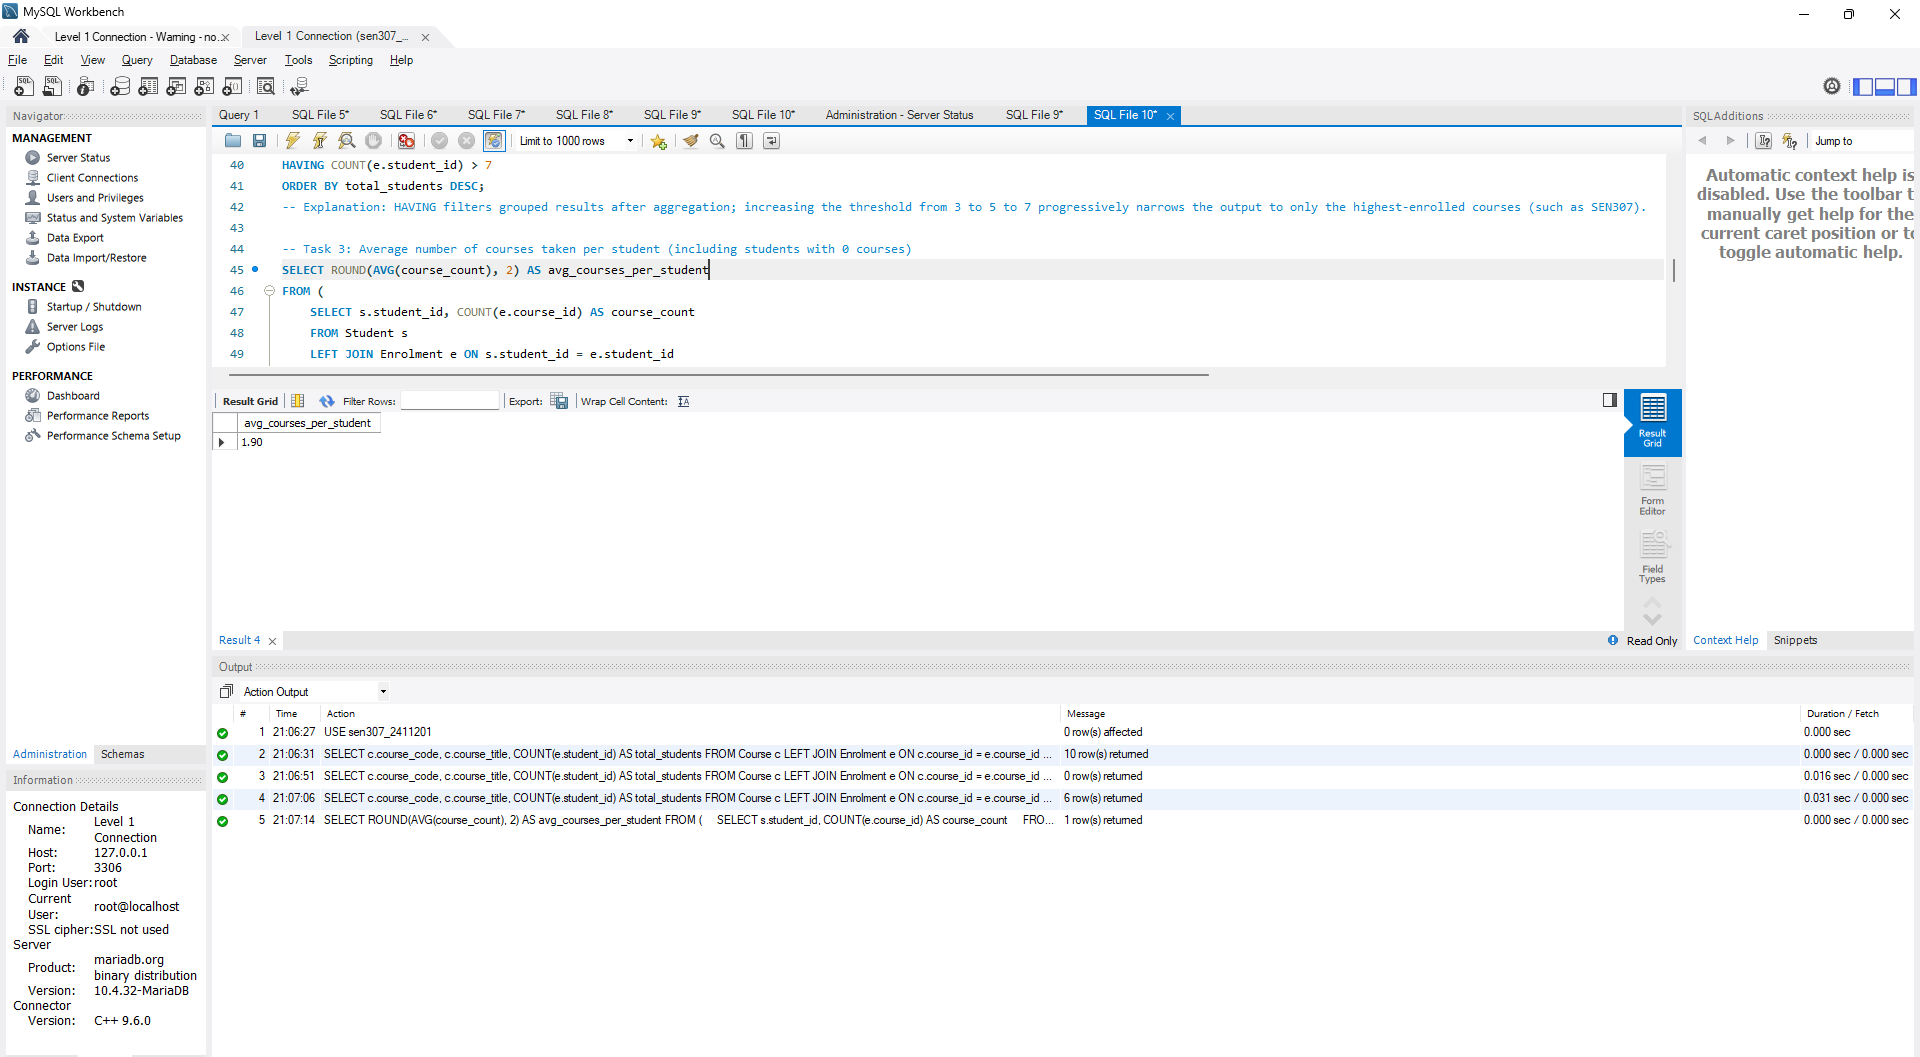 MySQL Workbench
Level 1 Connection - Warning - no...
Level 1 Connection (sen307_...
File Edit View Query Database Server Tools Scripting Help
Navigator
MANAGEMENT
Server Status
Client Connections
Users and Privileges
Status and System Variables
Data Export
Data Import/Restore
INSTANCE
Startup / Shutdown
Server Logs
Options File
PERFORMANCE
Dashboard
Performance Reports
Performance Schema Setup
Administration Schemas
Information
Connection Details
Name: Level 1 Connection
Host: 127.0.0.1
Port: 3306
Login User: root
Current User: root@localhost
SSL cipher: SSL not used
Server
Product: mariadb.org binary distribution
Version: 10.4.32-MariaDB
Connector
Version: C++ 9.6.0
Query 1 SQL File 5* SQL File 6* SQL File 7* SQL File 8* SQL File 9* SQL File 10* Administration - Server Status SQL File 9* SQL File 10*
Limit to 1000 rows
40 HAVING COUNT(e.student_id) > 7
41 ORDER BY total_students DESC;
42 -- Explanation: HAVING filters grouped results after aggregation; increasing the threshold from 3 to 5 to 7 progressively narrows the output to only the highest-enrolled courses (such as SEN307).
43
44 -- Task 3: Average number of courses taken per student (including students with 0 courses)
45 SELECT ROUND(AVG(course_count), 2) AS avg_courses_per_student
46 FROM (
47 SELECT s.student_id, COUNT(e.course_id) AS course_count
48 FROM Student s
49 LEFT JOIN Enrolment e ON s.student_id = e.student_id
Result Grid Filter Rows: Export: Wrap Cell Content:
avg_courses_per_student
1.90
Result Grid
Form Editor
Field Types
Result 4
Read Only
SQLAdditions
Jump to
Automatic context help is
disabled. Use the toolbar t
manually get help for the
current caret position or to
toggle automatic help.
Context Help Snippets
Output
Action Output
# Time Action Message Duration / Fetch
1 21:06:27 USE sen307_2411201 0 row(s) affected 0.000 sec
2 21:06:31 SELECT c.course_code, c.course_title, COUNT(e.student_id) AS total_students FROM Course c LEFT JOIN Enrolment e ON c.course_id = e.course_id ... 10 row(s) returned 0.000 sec / 0.000 sec
3 21:06:51 SELECT c.course_code, c.course_title, COUNT(e.student_id) AS total_students FROM Course c LEFT JOIN Enrolment e ON c.course_id = e.course_id ... 0 row(s) returned 0.016 sec / 0.000 sec
4 21:07:06 SELECT c.course_code, c.course_title, COUNT(e.student_id) AS total_students FROM Course c LEFT JOIN Enrolment e ON c.course_id = e.course_id ... 6 row(s) returned 0.031 sec / 0.000 sec
5 21:07:14 SELECT ROUND(AVG(course_count), 2) AS avg_courses_per_student FROM ( SELECT s.student_id, COUNT(e.course_id) AS course_count FRO... 1 row(s) returned 0.000 sec / 0.000 sec